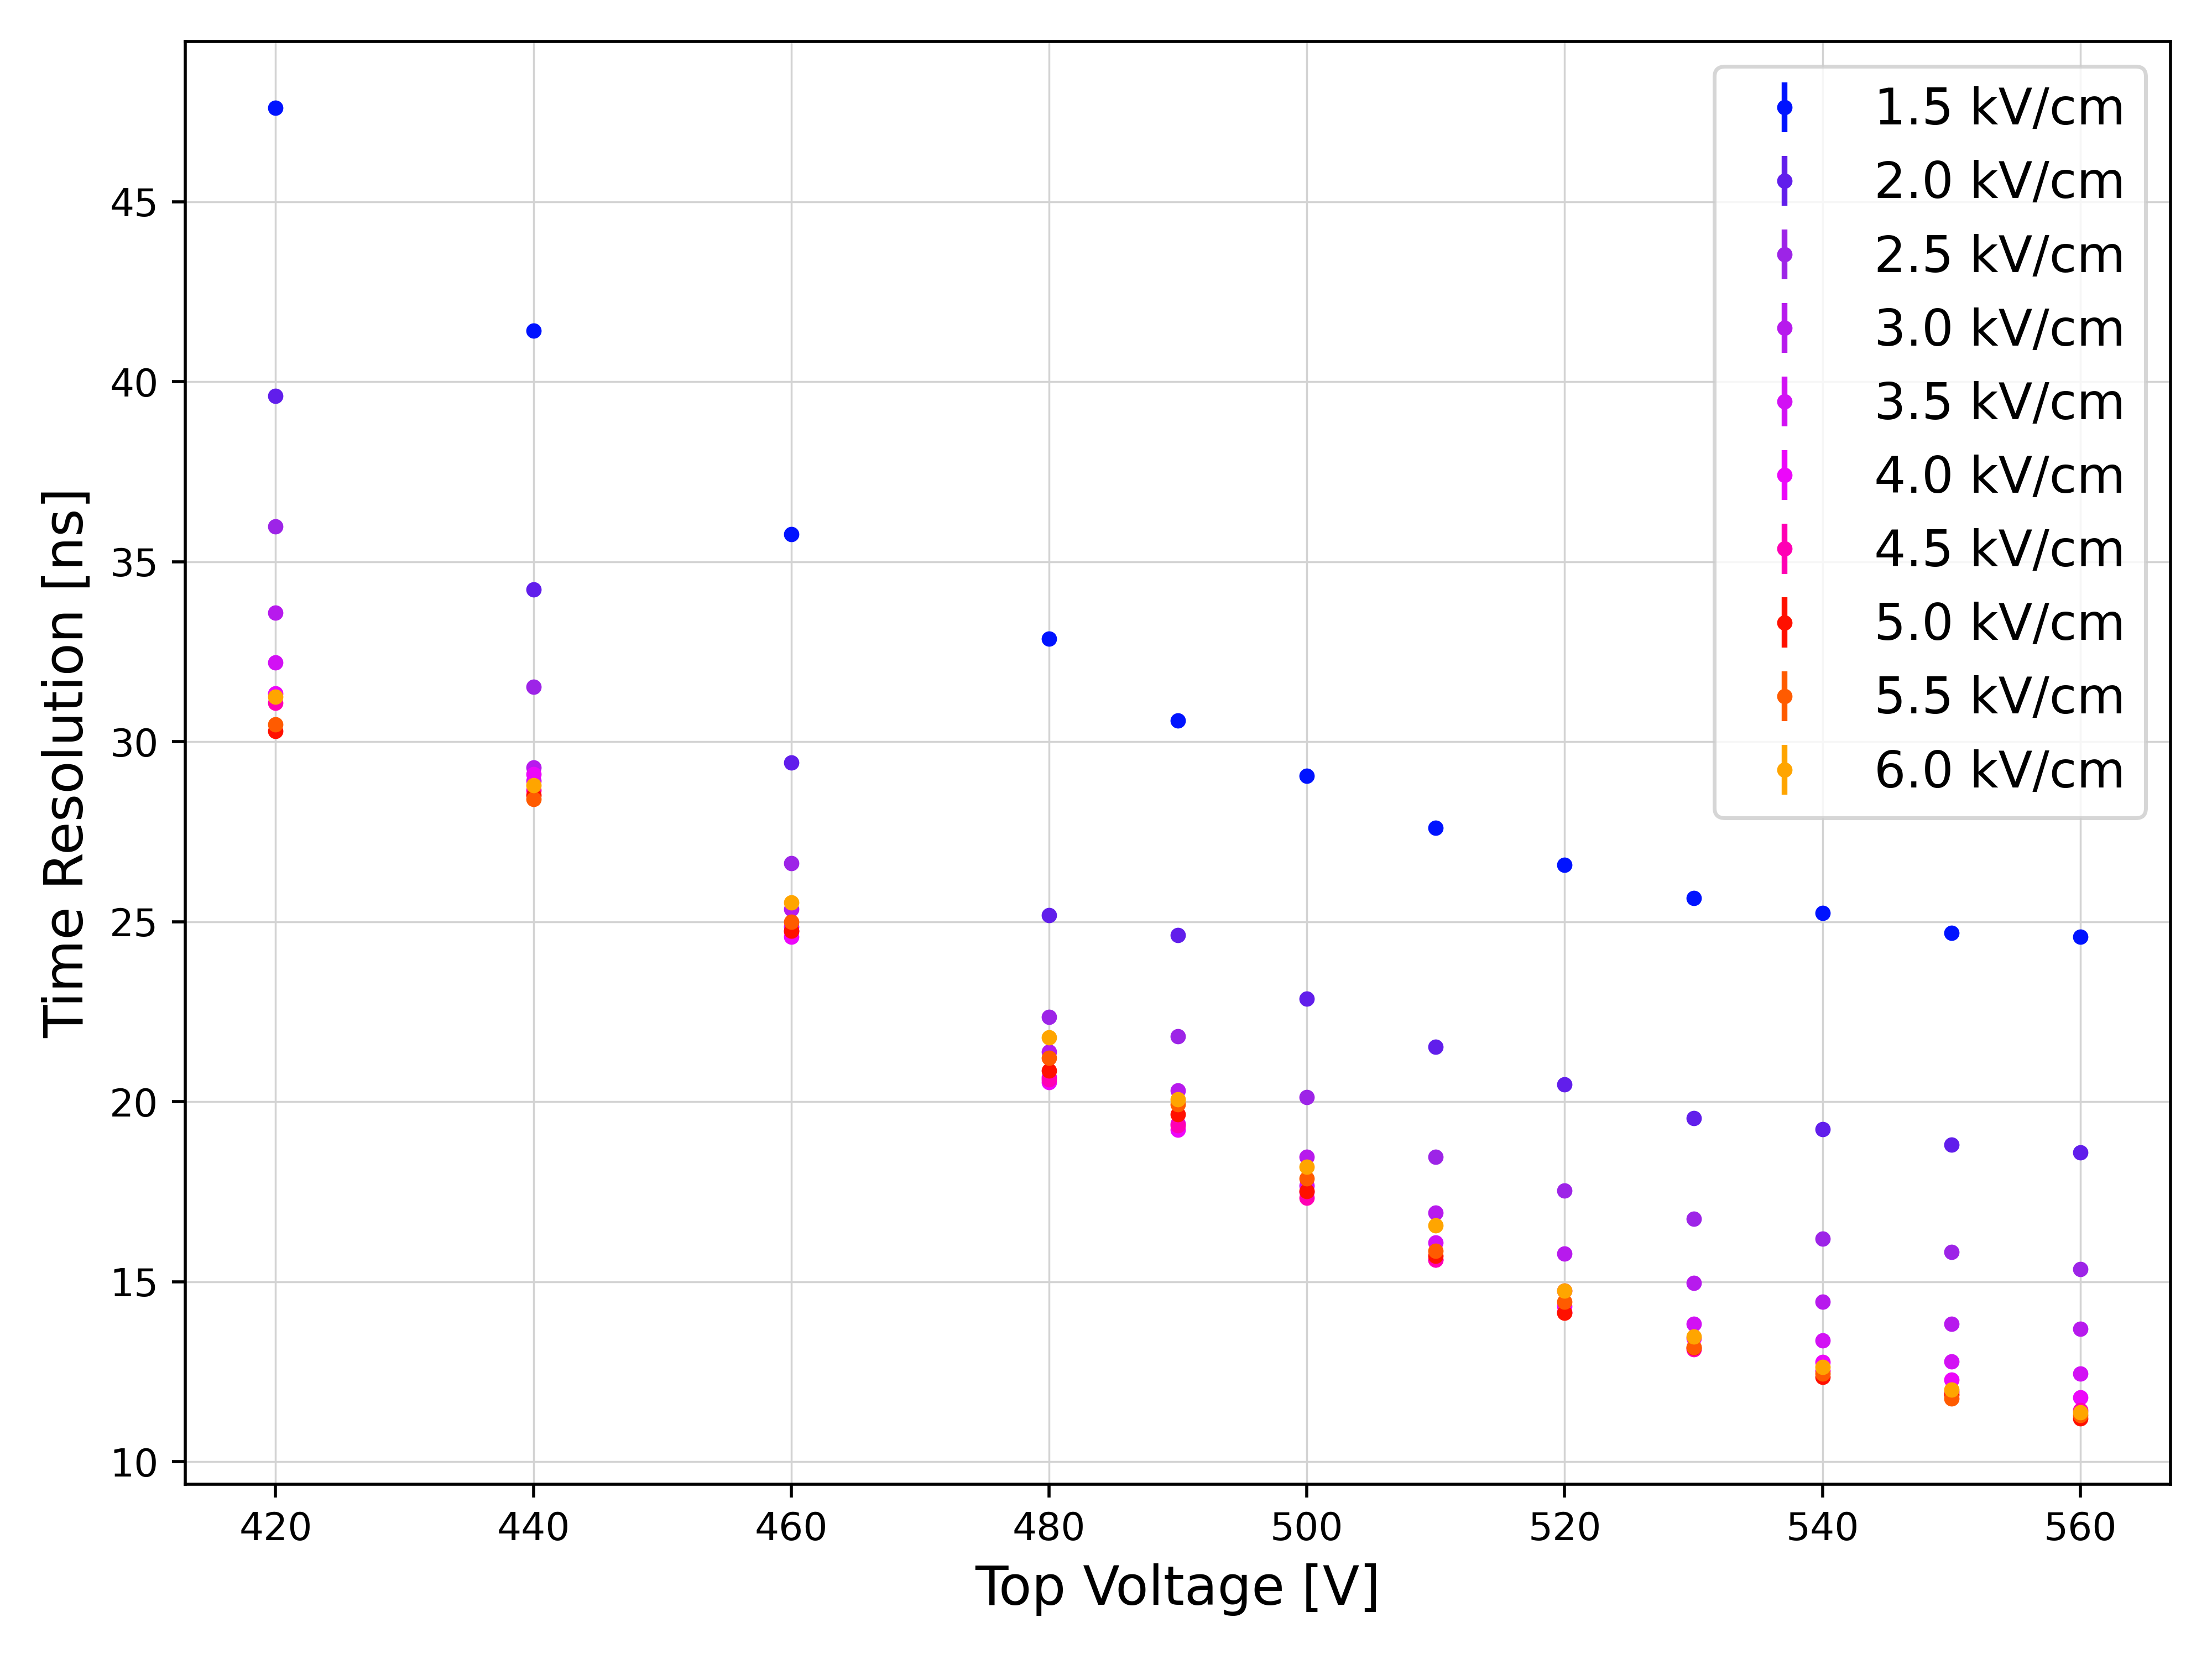 Time Resolution [ns]
45
40
35
30
25
20
15
10
1.5 kV/cm
2.0 kV/cm
2.5 kV/cm
3.0 kV/cm
3.5 kV/cm
4.0 kV/cm
4.5 kV/cm
5.0 kV/cm
5.5 kV/cm
6.0 kV/cm
420 440 460 480 500 520 540 560
Top Voltage [V]